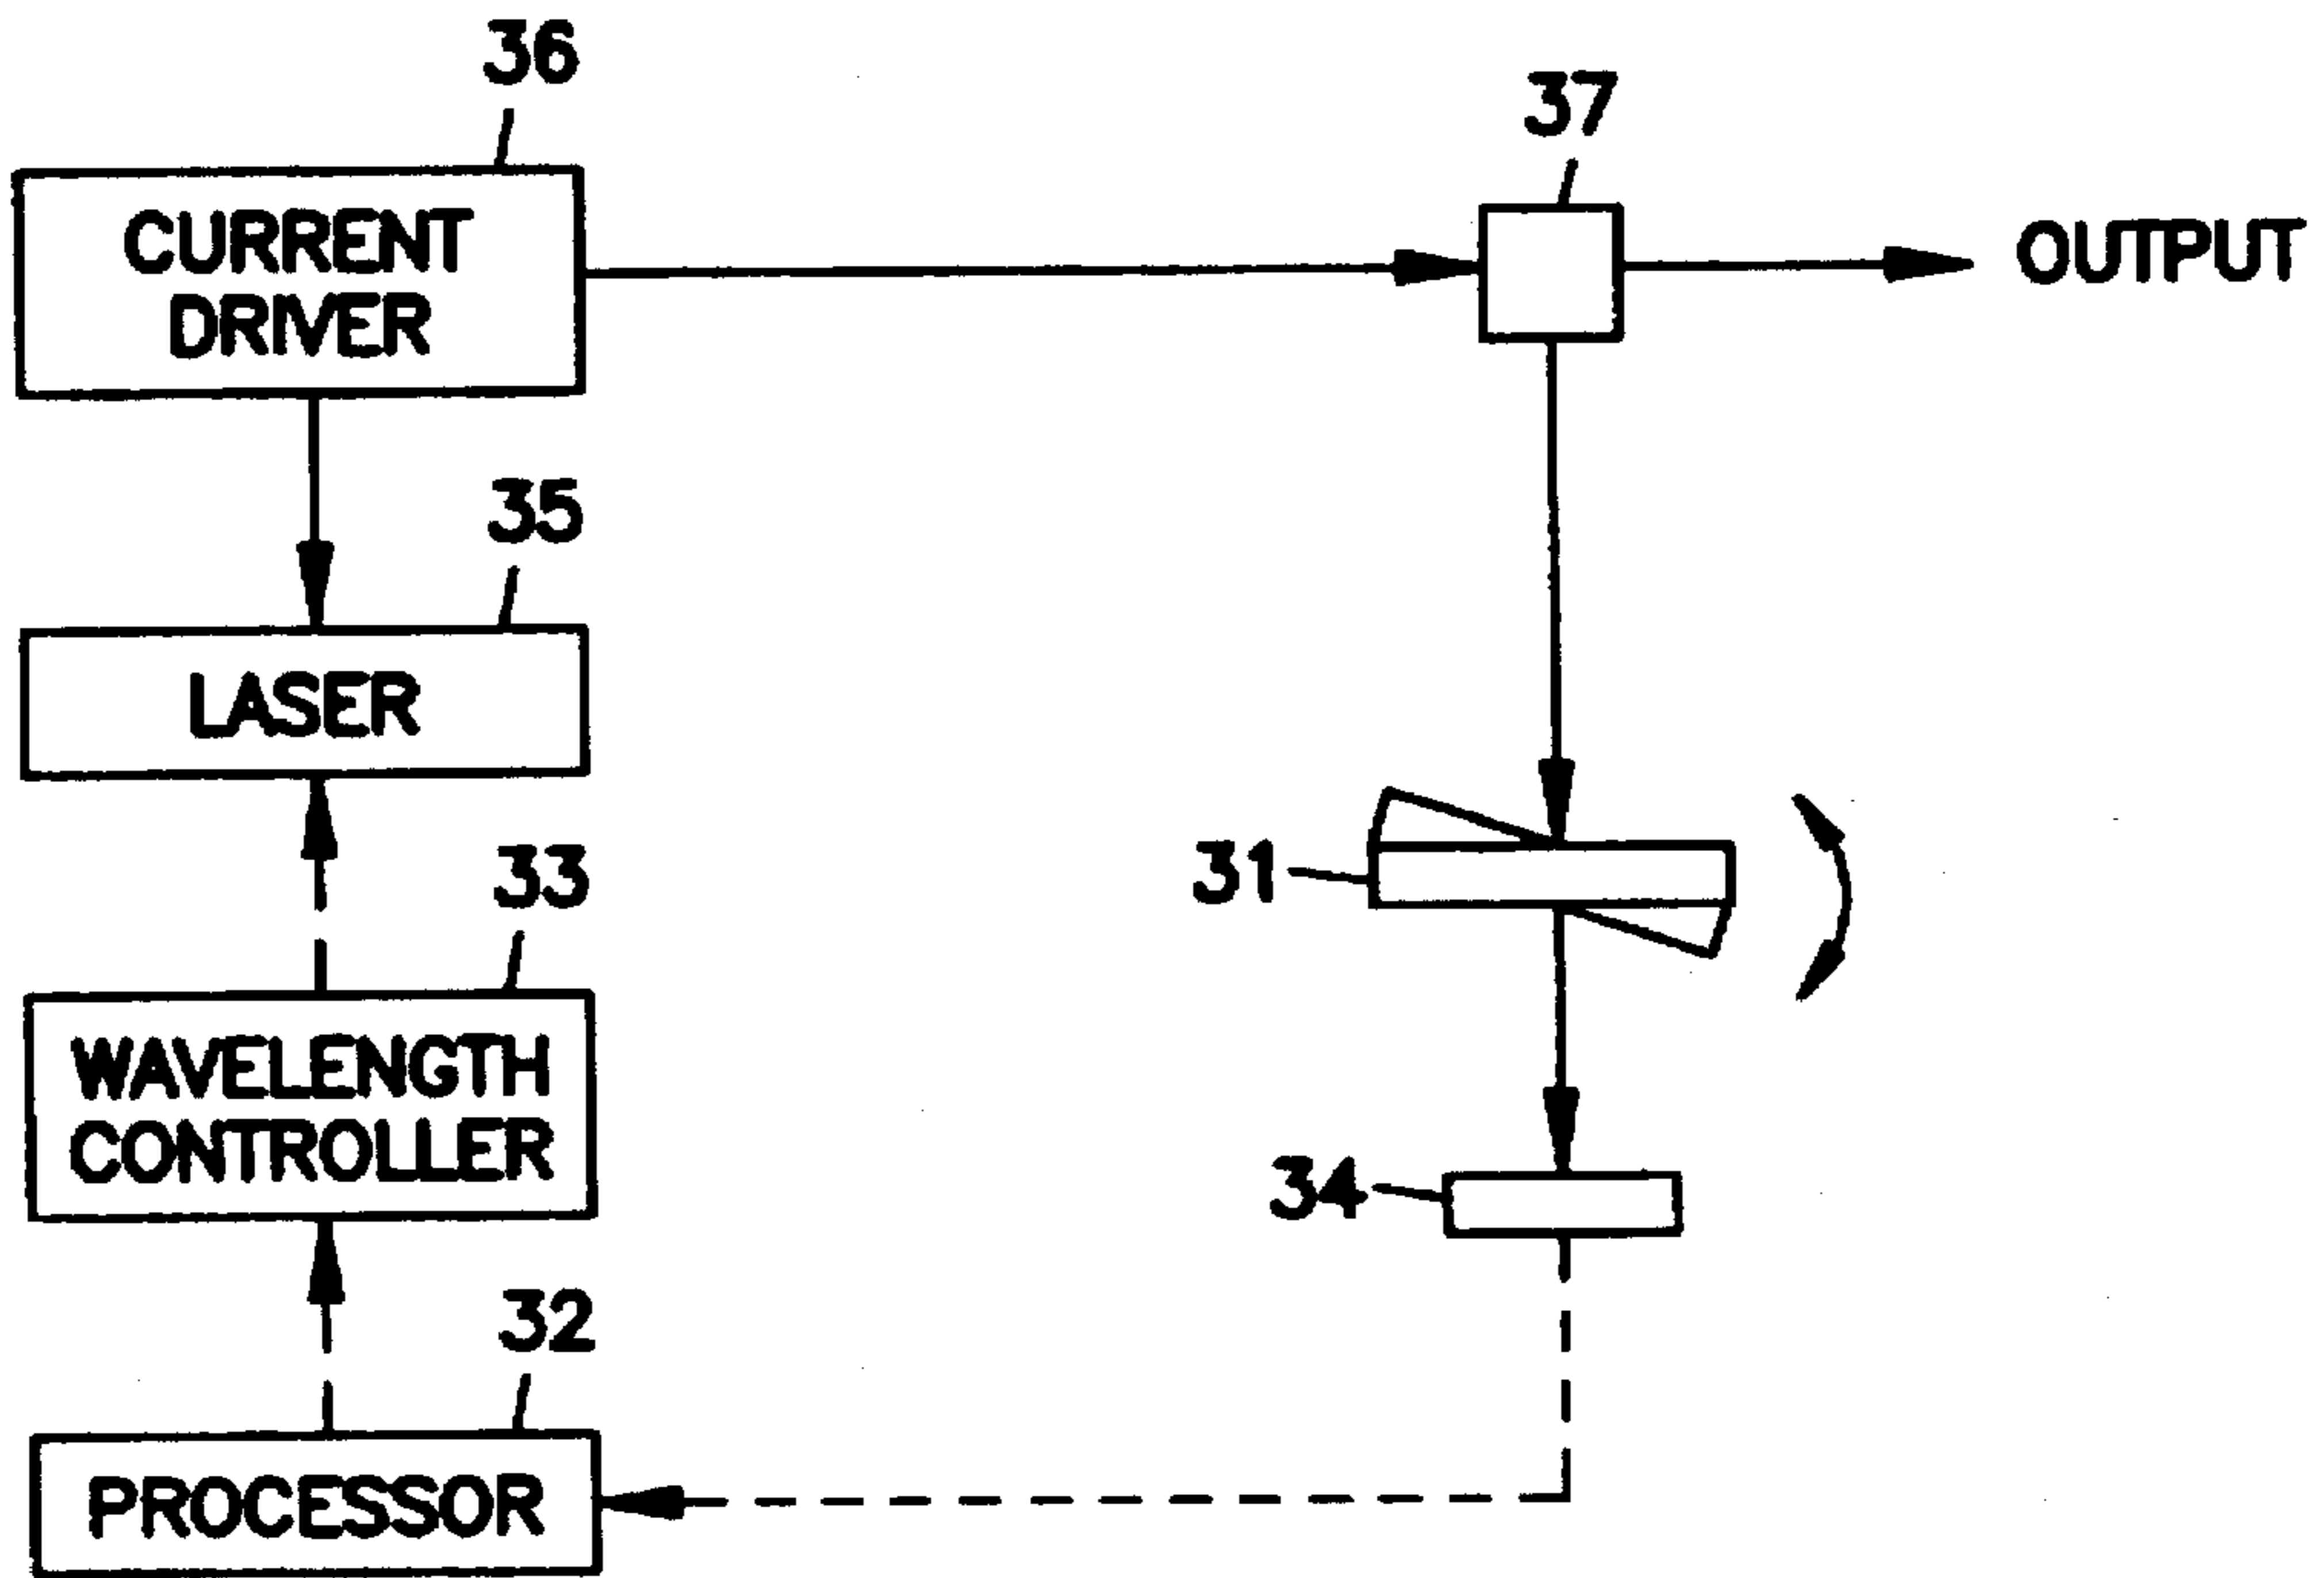 36
37
CURRENT
DRIVER
OUTPUT
35
LASER
33
31
WAVELENGTH
CONTROLLER
34
32
PROCESSOR